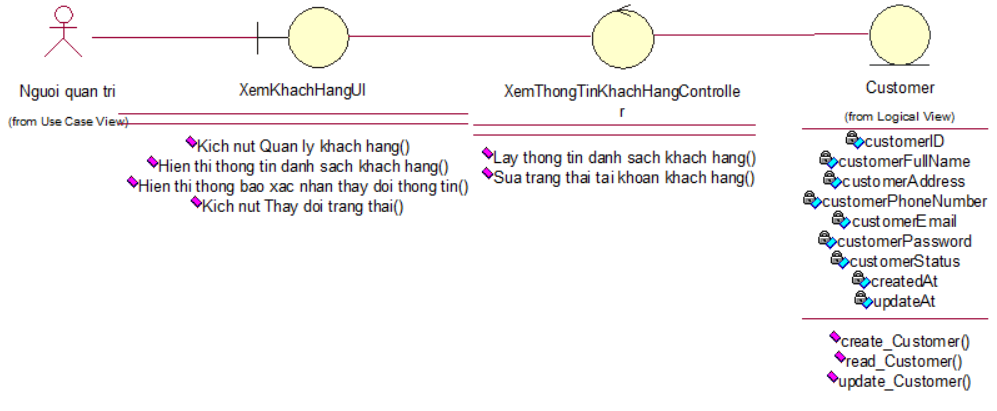 Nguoi quan tri
(from Use Case View)
XemKhachHangUI
Kich nut Quan ly khach hang()
Hien thi thong tin danh sach khach hang()
Hien thi thong bao xac nhan thay doi thong tin()
Kich nut Thay doi trang thai()
XemThongTinKhachHangControlle
r
Lay thong tin danh sach khach hang()
Sua trang thai tai khoan khach hang()
Customer
(from Logical View)
customerID
customerFullName
customerAddress
customerPhoneNumber
customerEmail
customerPassword
customerStatus
createdAt
updateAt
create_Customer()
read_Customer()
update_Customer()